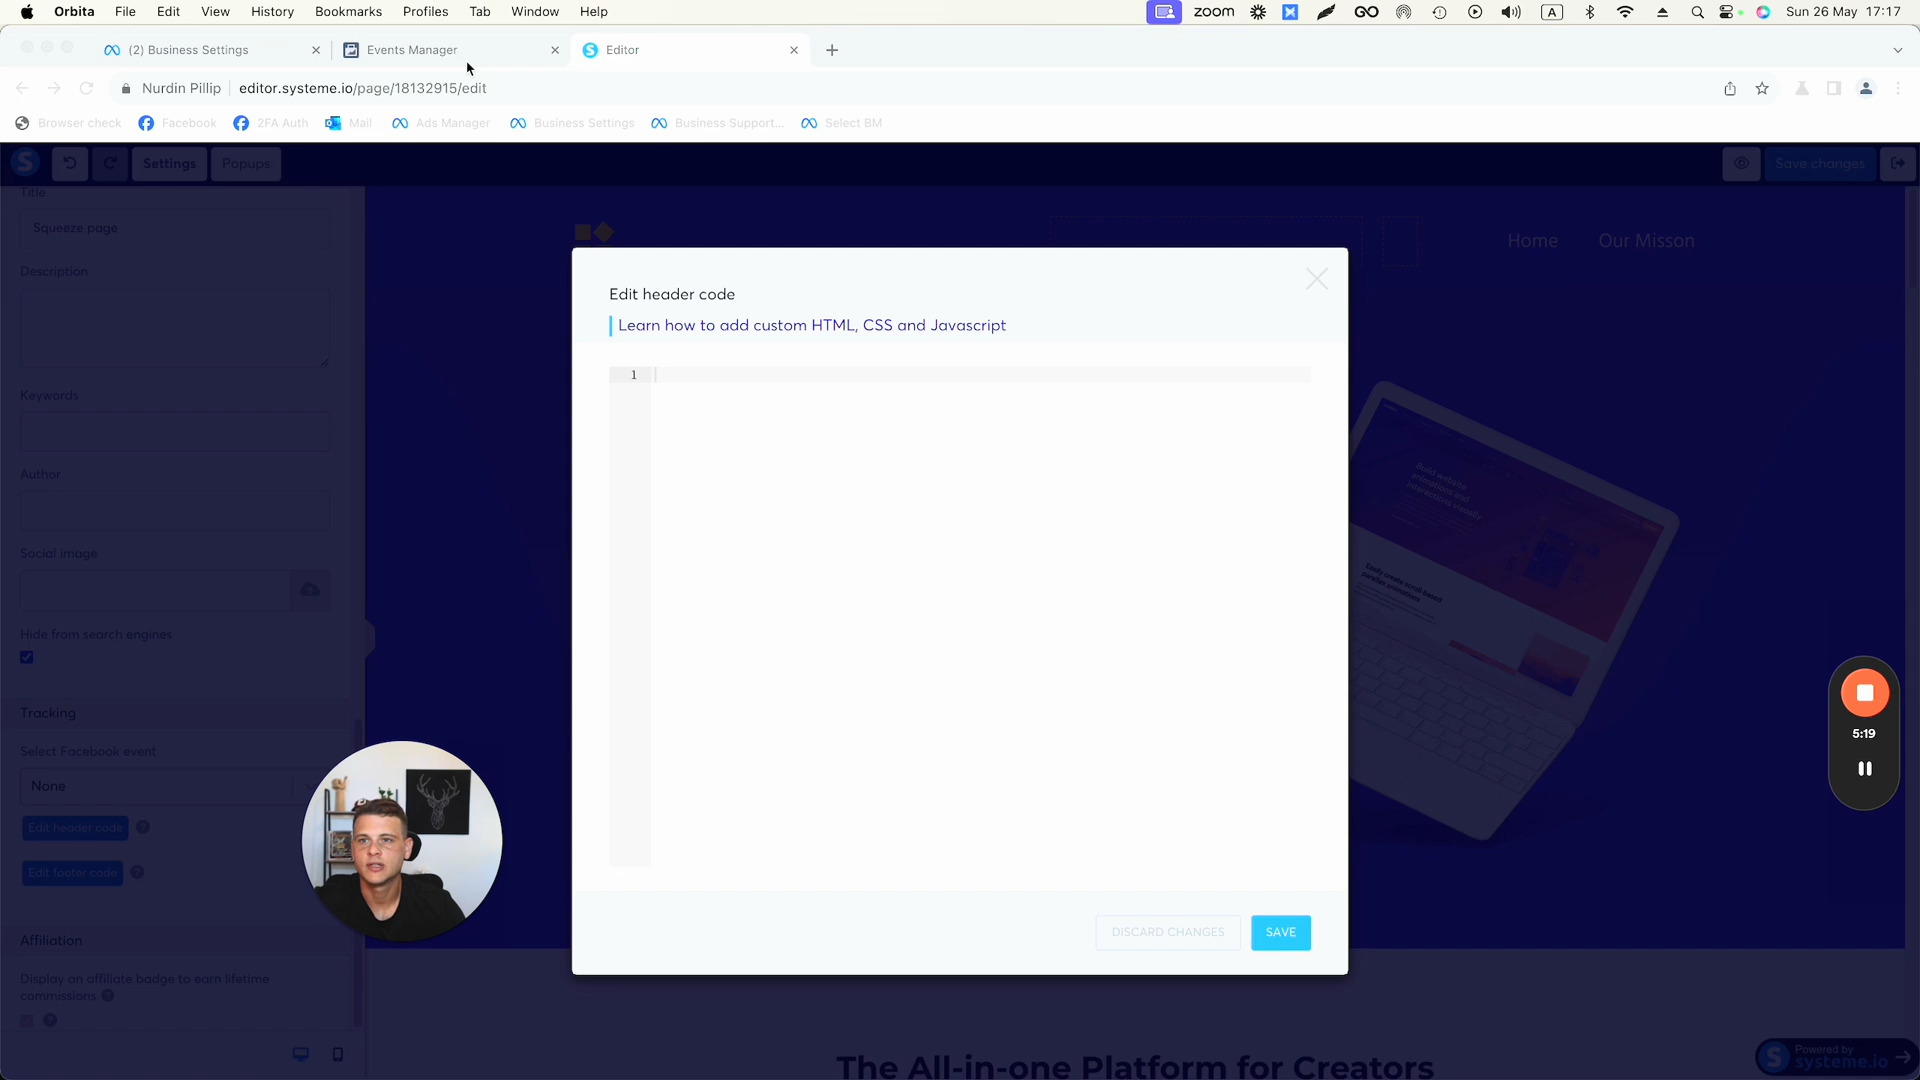 Orbita File Edit View History Bookmarks Profiles Tab Window Help zoom A Sun 26 May 17:17
(2) Business Settings Events Manager Editor
Nurdin Pillip editor.systeme.io/page/18132915/edit
Browser check Facebook 2FA Auth Mail Ads Manager Business Settings Business Support... Select BM
S Settings Popups Save changes
Title
Squeeze page
Home Our Misson
Description
Keywords
Author
Social image
Hide from search engines
Tracking
Select Facebook event
None
Edit header code ?
Edit footer code ?
Affiliation
Display an affiliate badge to earn lifetime
commissions ?
?
Edit header code
Learn how to add custom HTML, CSS and Javascript
1
DISCARD CHANGES SAVE
Build website
animations and
interactions visually
Easily create scroll-based
parallax animations
5:19
The All-in-one Platform for Creators
Powered by
S systeme.io